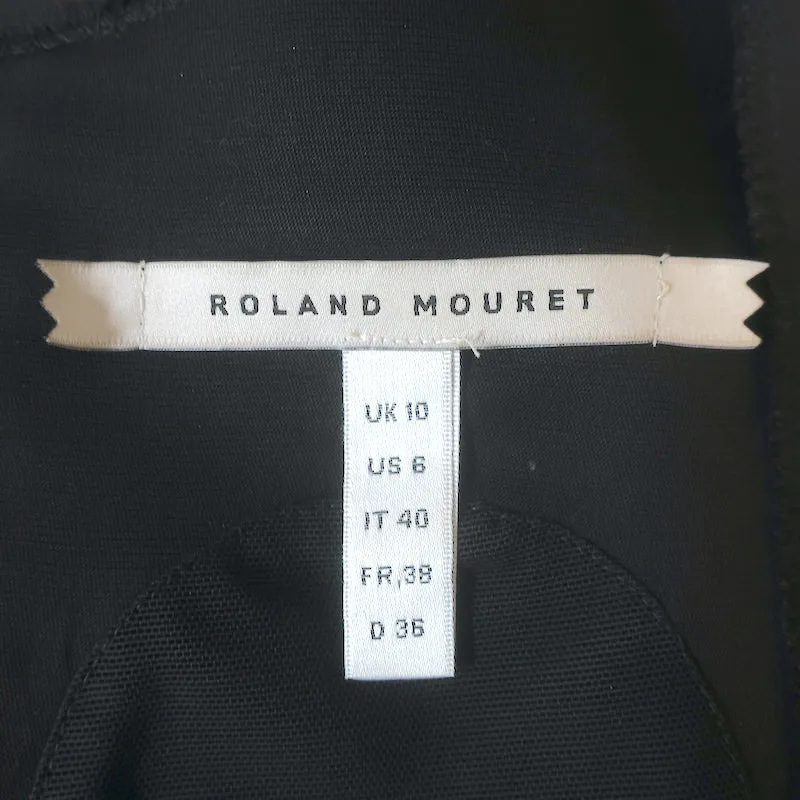 ROLAND MOURET
UK 10
US 6
IT 40
FR,38
D 36